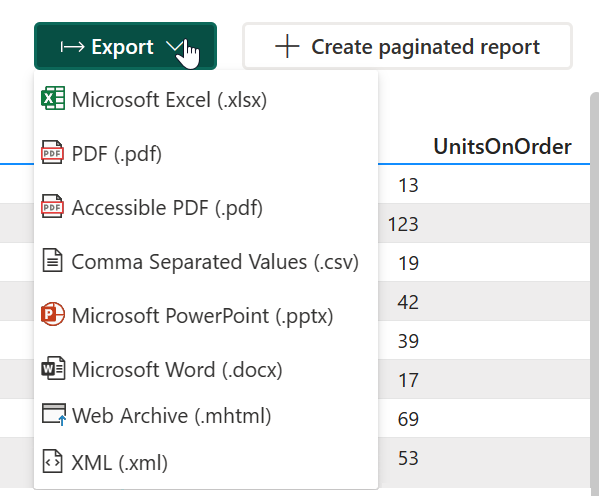 Export
Create paginated report
Microsoft Excel (.xlsx)
PDF (.pdf)
Accessible PDF (.pdf)
Comma Separated Values (.csv)
Microsoft PowerPoint (.pptx)
Microsoft Word (.docx)
Web Archive (.mhtml)
XML (.xml)
UnitsOnOrder
13
123
19
42
39
17
69
53